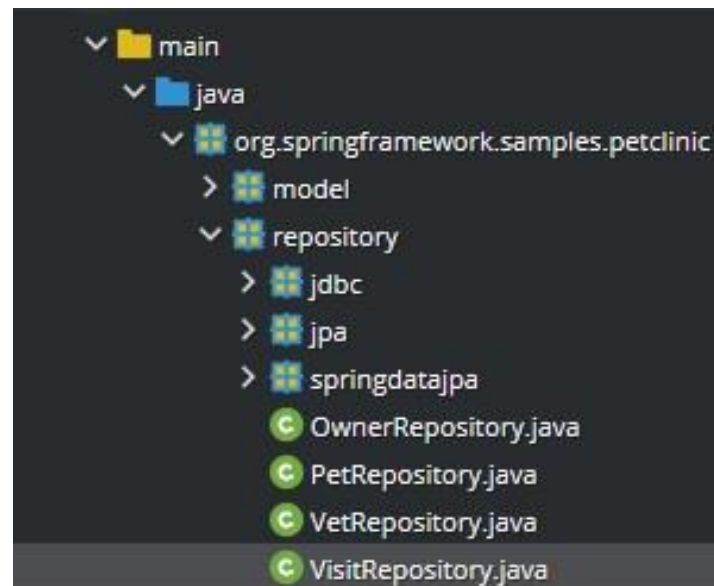 main
java
org.springframework.samples.petclinic
model
repository
jdbc
jpa
springdatajpa
C OwnerRepository.java
C PetRepository.java
C VetRepository.java
C VisitRepository.java